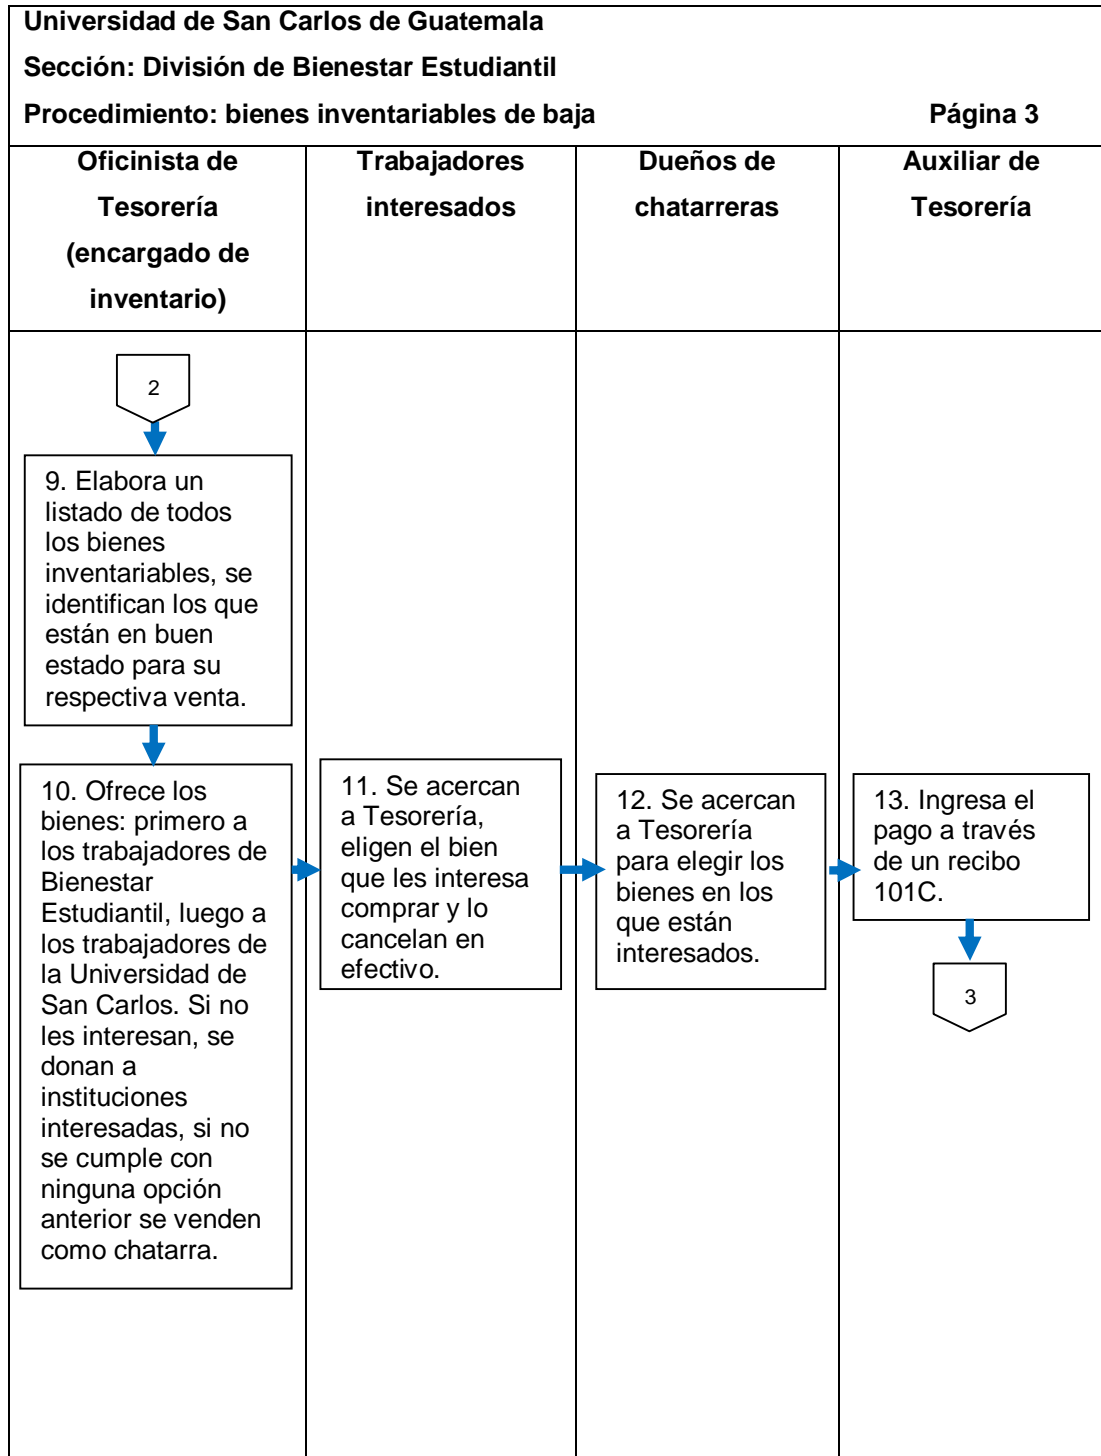 Universidad de San Carlos de Guatemala
Sección: División de Bienestar Estudiantil
Procedimiento: bienes inventariables de baja Página 3
Oficinista de
Tesorería
(encargado de
inventario)
Trabajadores
interesados
Dueños de
chatarreras
Auxiliar de
Tesorería
2
9. Elabora un
listado de todos
los bienes
inventariables, se
identifican los que
están en buen
estado para su
respectiva venta.
10. Ofrece los
bienes: primero a
los trabajadores de
Bienestar
Estudiantil, luego a
los trabajadores de
la Universidad de
San Carlos. Si no
les interesan, se
donan a
instituciones
interesadas, si no
se cumple con
ninguna opción
anterior se venden
como chatarra.
11. Se acercan
a Tesorería,
eligen el bien
que les interesa
comprar y lo
cancelan en
efectivo.
12. Se acercan
a Tesorería
para elegir los
bienes en los
que están
interesados.
13. Ingresa el
pago a través
de un recibo
101C.
3